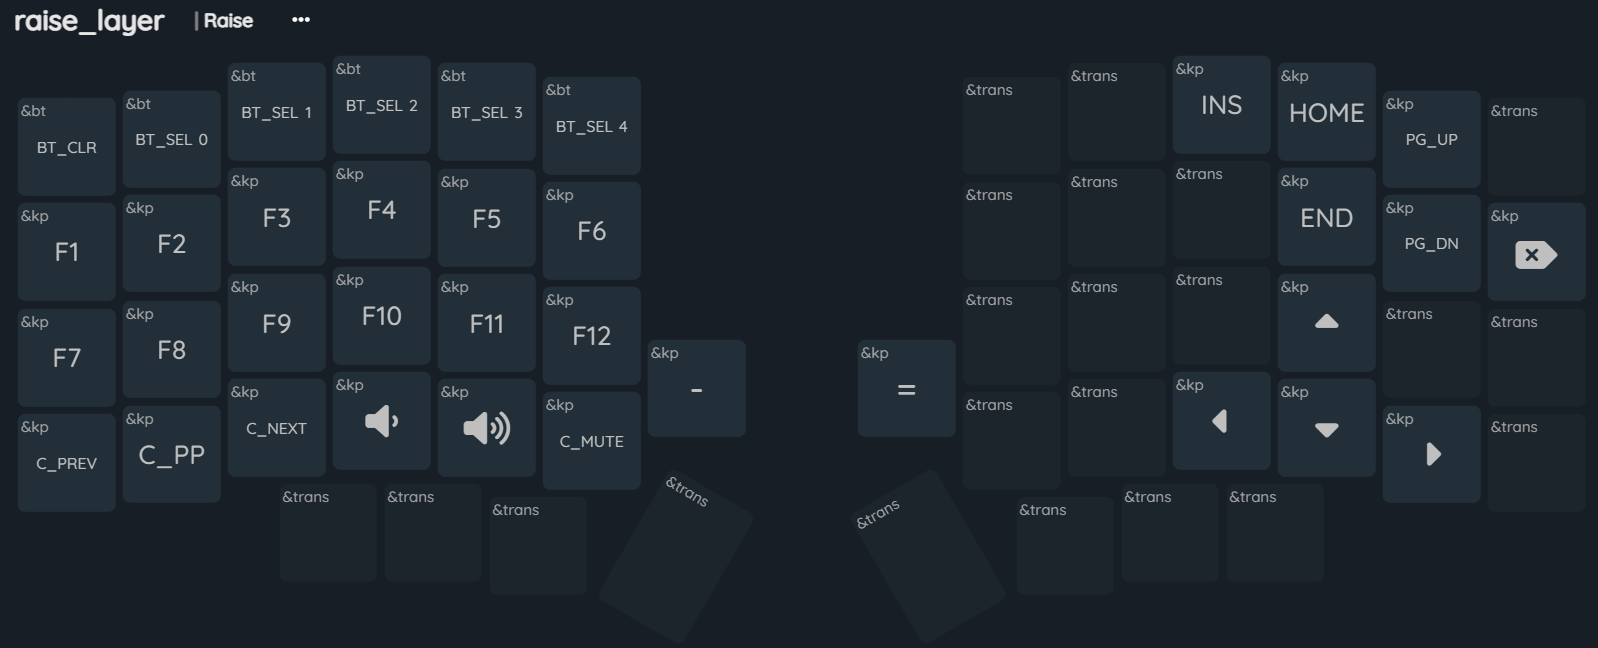 raise_layer | Raise ...
&bt BT_CLR
&bt BT_SEL 0
&bt BT_SEL 1
&bt BT_SEL 2
&bt BT_SEL 3
&bt BT_SEL 4
&trans
&trans
&kp INS
&kp HOME
&kp PG_UP
&trans
&kp F1
&kp F2
&kp F3
&kp F4
&kp F5
&kp F6
&trans
&trans
&trans
&kp END
&kp PG_DN
&kp
&kp F7
&kp F8
&kp F9
&kp F10
&kp F11
&kp F12
&trans
&trans
&trans
&kp
&trans
&trans
&kp C_PREV
&kp C_PP
&kp C_NEXT
&kp
&kp
&kp C_MUTE
&kp -
&kp =
&trans
&trans
&kp
&kp
&kp
&trans
&trans
&trans
&trans
&trans
&trans
&trans
&trans
&trans